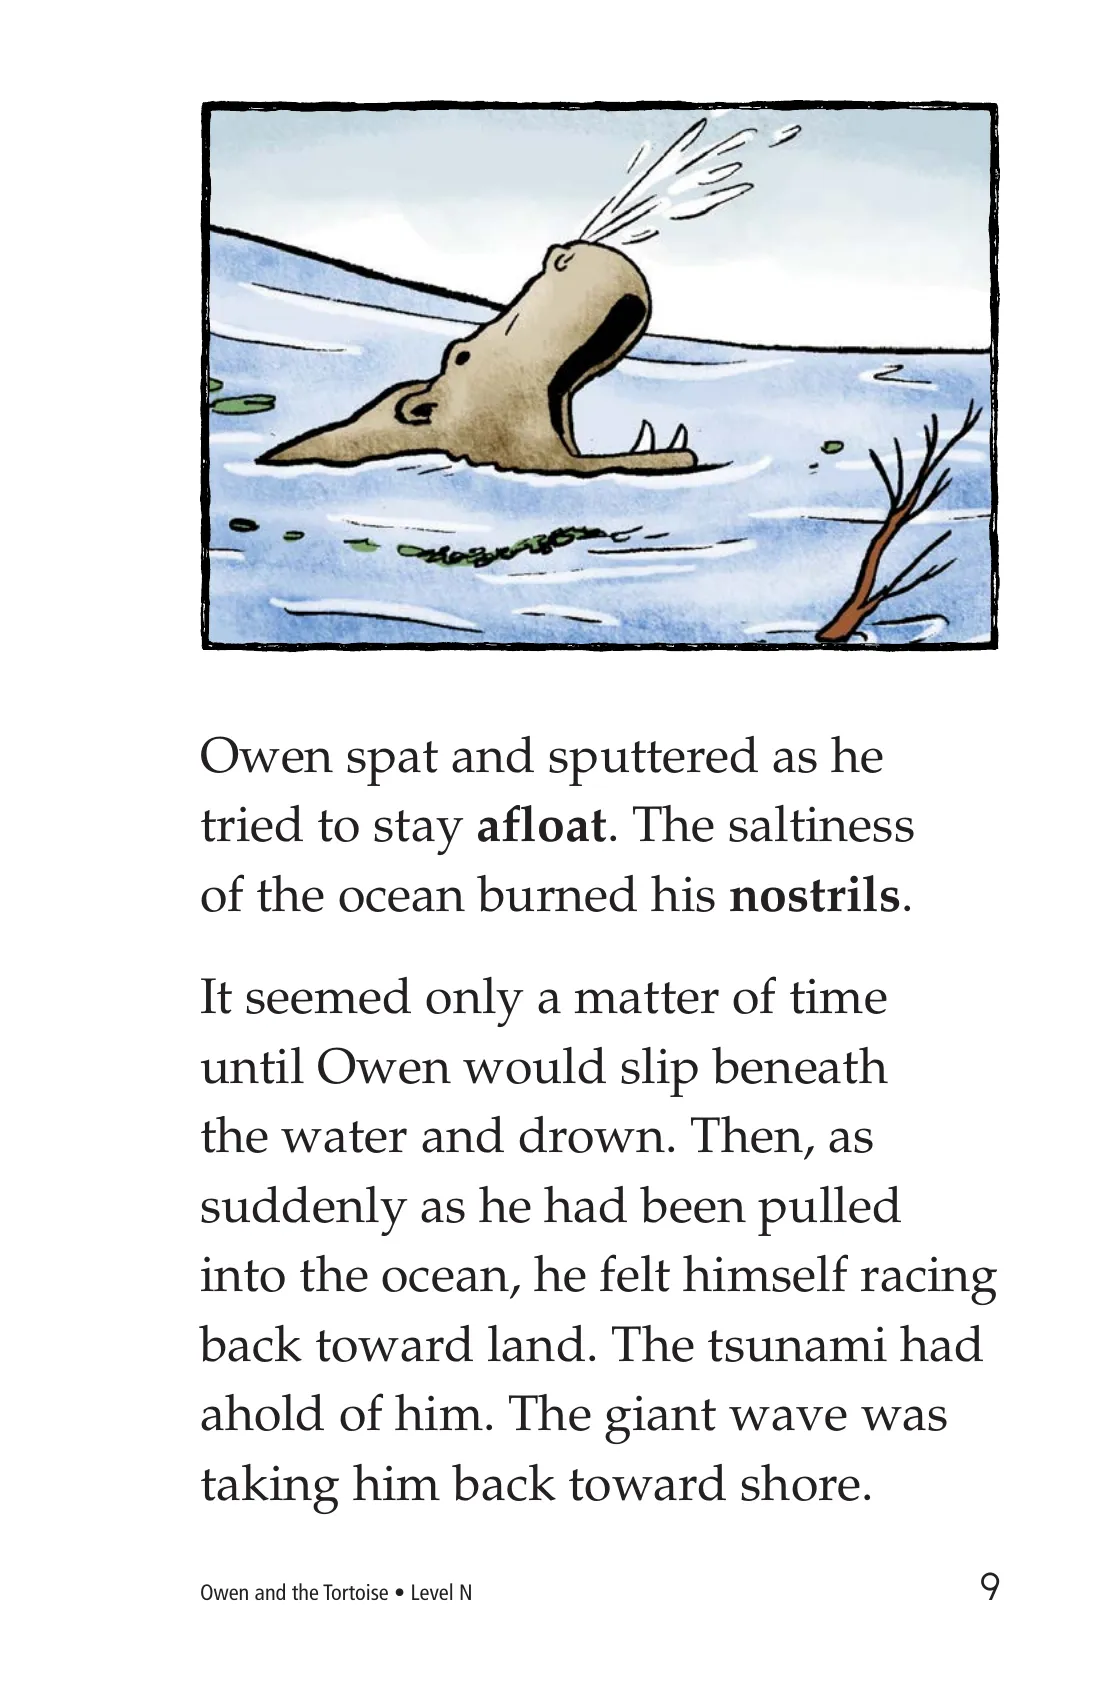 Owen spat and sputtered as he
tried to stay afloat. The saltiness
of the ocean burned his nostrils.
It seemed only a matter of time
until Owen would slip beneath
the water and drown. Then, as
suddenly as he had been pulled
into the ocean, he felt himself racing
back toward land. The tsunami had
ahold of him. The giant wave was
taking him back toward shore.
Owen and the Tortoise • Level N
9